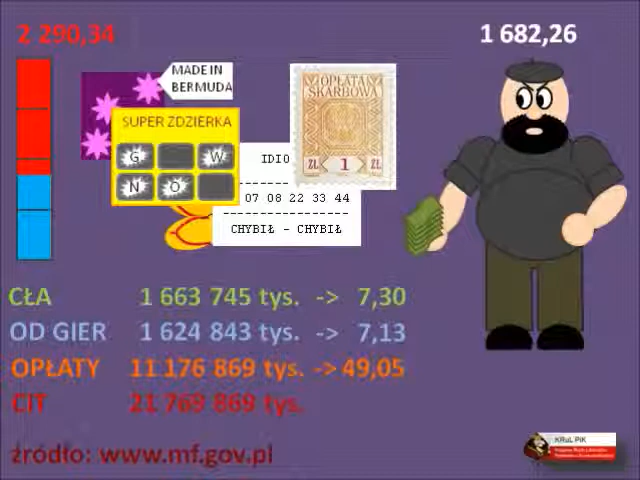 2 290,34
1 682,26
MADE IN
BERMUDA
SUPER ZDZIERKA
G W
N O
OPŁATA
SKARBOWA
ZŁ 1 ZŁ
IDIO
07 08 22 33 44
CHYBIŁ - CHYBIŁ
CŁA 1 663 745 tys. -> 7,30
OD GIER 1 624 843 tys. -> 7,13
OPŁATY 11 176 869 tys. -> 49,05
CIT 21 769 869 tys.
źródło: www.mf.gov.pl
KRuL PiK